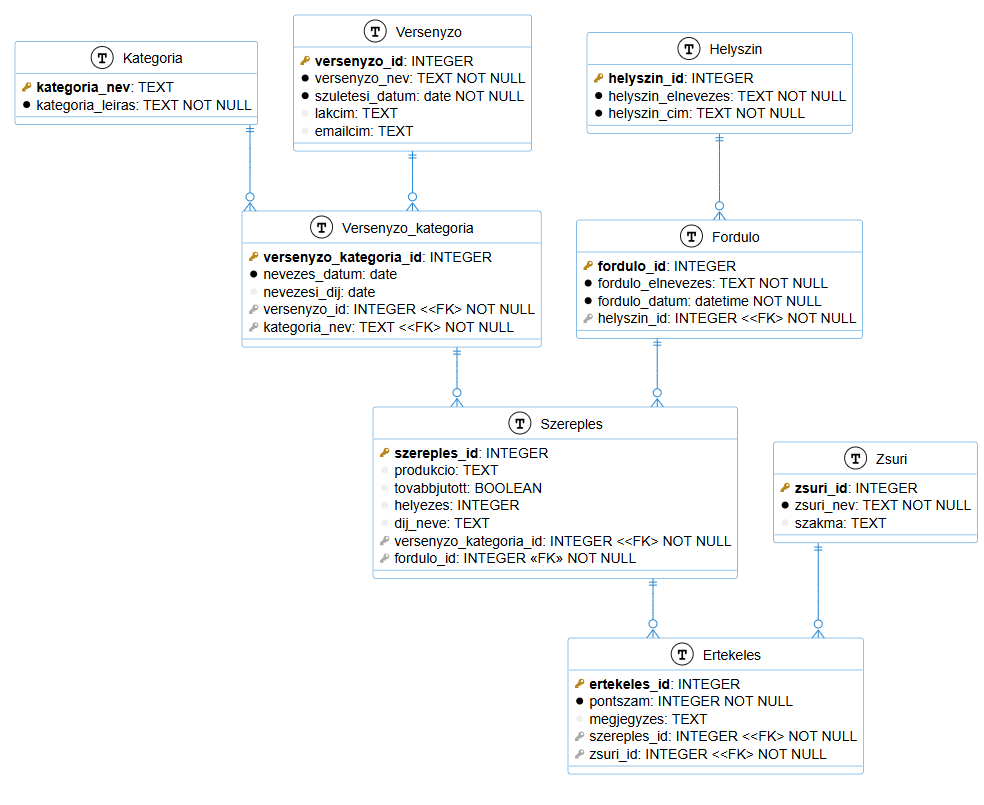 T Kategoria
kategoria_nev: TEXT
kategoria_leiras: TEXT NOT NULL
T Versenyzo
versenyzo_id: INTEGER
versenyzo_nev: TEXT NOT NULL
szuletesi_datum: date NOT NULL
lakcim: TEXT
emailcim: TEXT
T Helyszin
helyszin_id: INTEGER
helyszin_elnevezes: TEXT NOT NULL
helyszin_cim: TEXT NOT NULL
T Versenyzo_kategoria
versenyzo_kategoria_id: INTEGER
nevezes_datum: date
nevezesi_dij: date
versenyzo_id: INTEGER <<FK> NOT NULL
kategoria_nev: TEXT <<FK> NOT NULL
T Fordulo
fordulo_id: INTEGER
fordulo_elnevezes: TEXT NOT NULL
fordulo_datum: datetime NOT NULL
helyszin_id: INTEGER <<FK> NOT NULL
T Szereples
szereples_id: INTEGER
produkcio: TEXT
tovabbjutott: BOOLEAN
helyezes: INTEGER
dij_neve: TEXT
versenyzo_kategoria_id: INTEGER <<FK> NOT NULL
fordulo_id: INTEGER «FK» NOT NULL
T Zsuri
zsuri_id: INTEGER
zsuri_nev: TEXT NOT NULL
szakma: TEXT
T Ertekeles
ertekeles_id: INTEGER
pontszam: INTEGER NOT NULL
megjegyzes: TEXT
szereples_id: INTEGER <<FK> NOT NULL
zsuri_id: INTEGER <<FK> NOT NULL